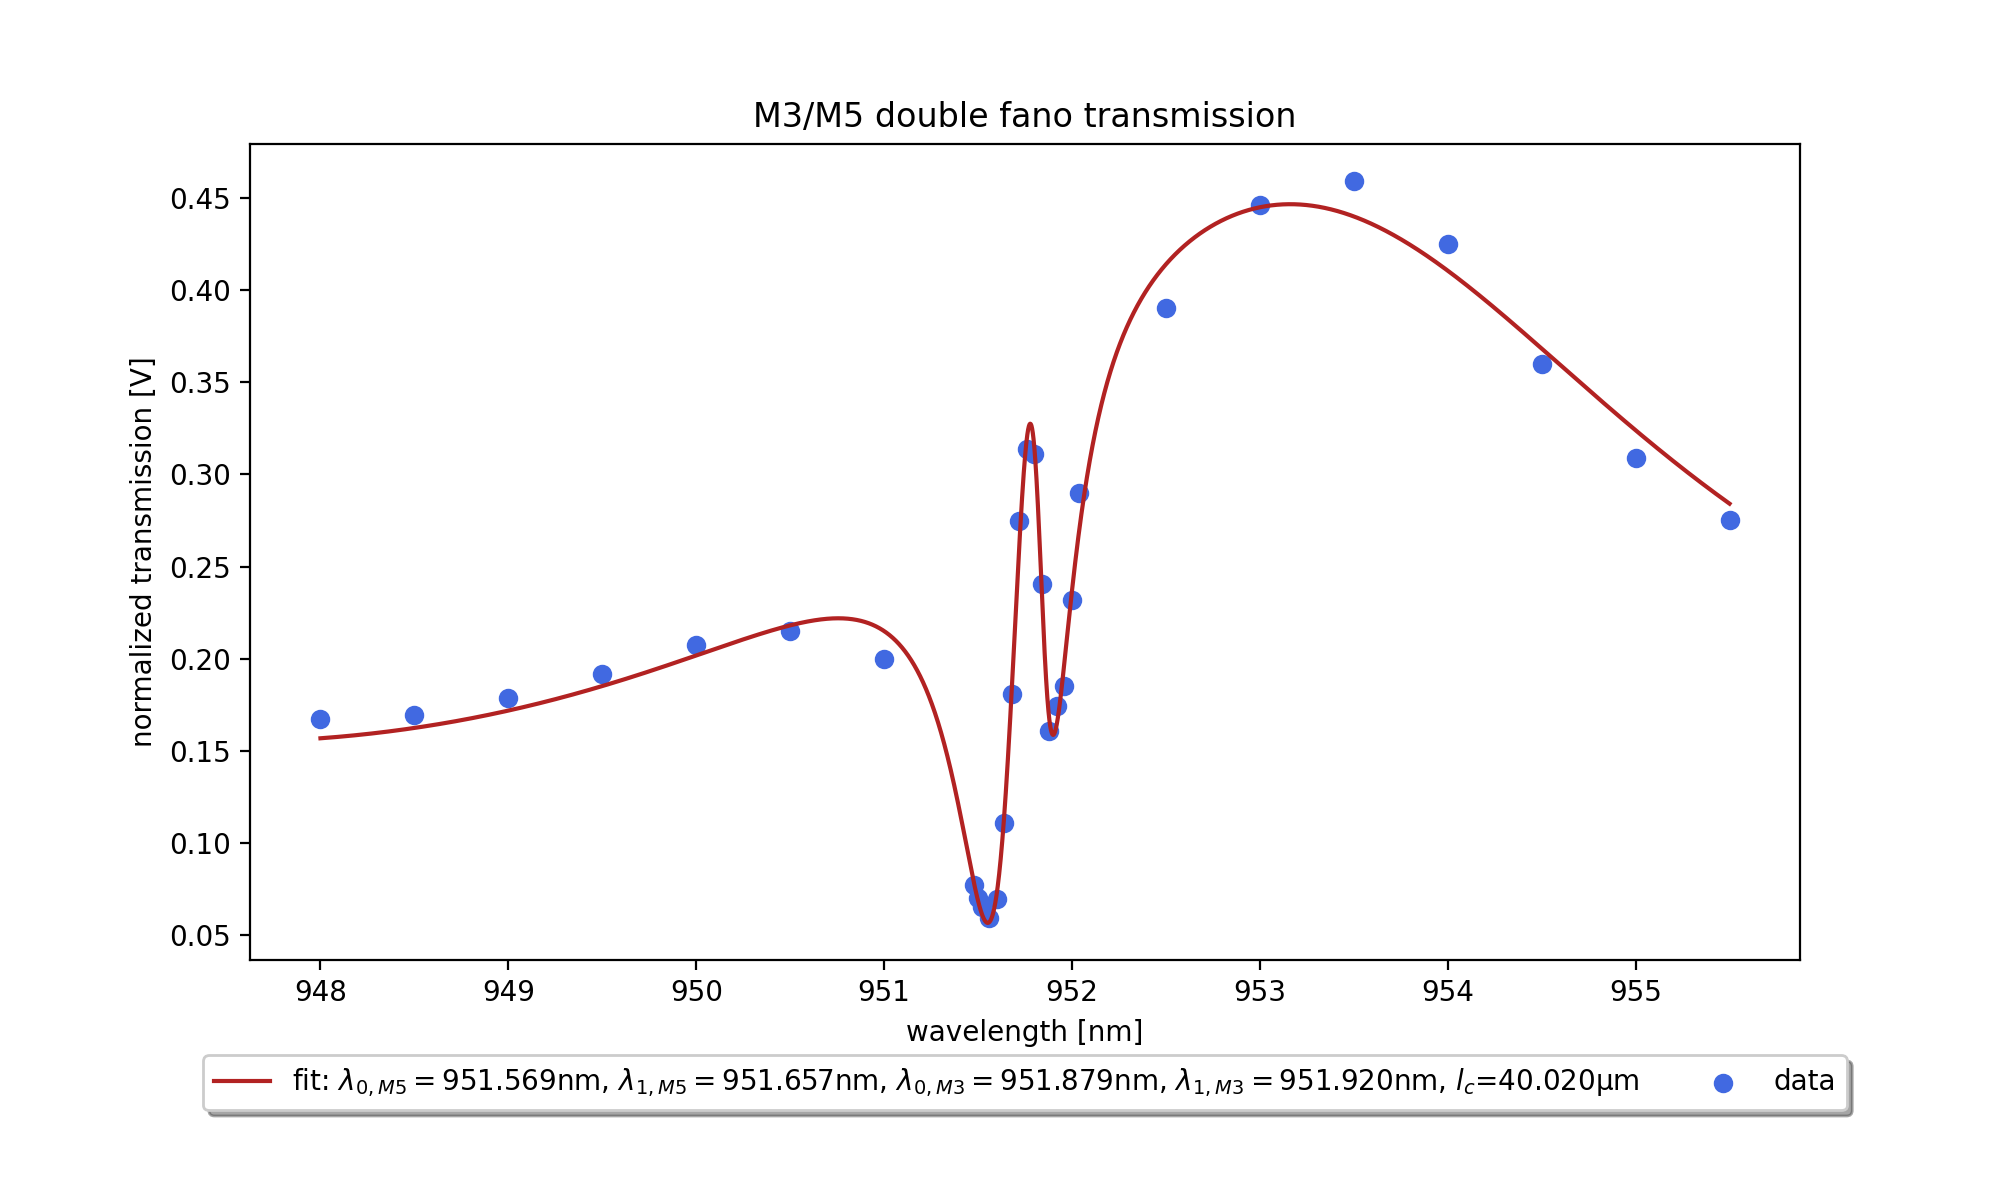 M3/M5 double fano transmission
normalized transmission [V]
0.45
0.40
0.35
0.30
0.25
0.20
0.15
0.10
0.05
948 949 950 951 952 953 954 955
wavelength [nm]
fit: λ₀,M5 = 951.569nm, λ₁,M5 = 951.657nm, λ₀,M3 = 951.879nm, λ₁,M3 = 951.920nm, l_c=40.020μm data